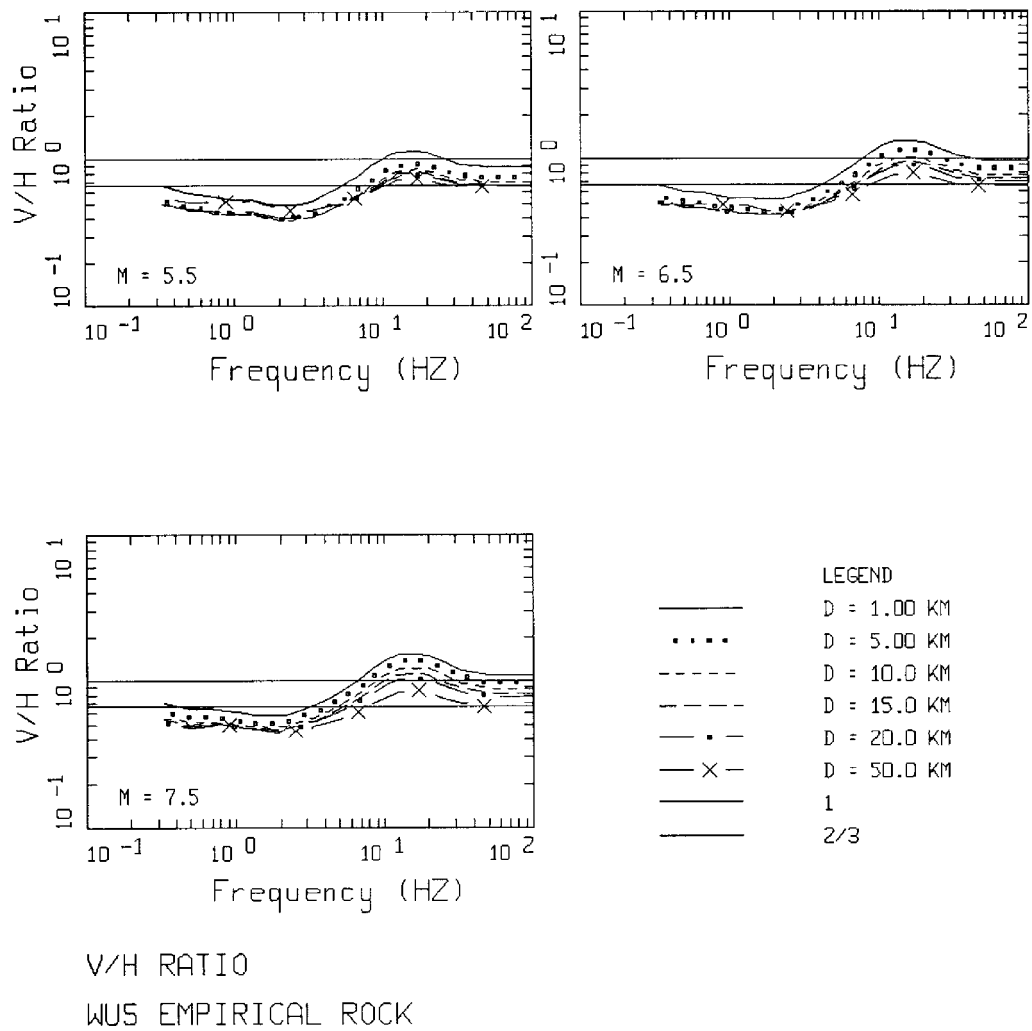 V/H Ratio
10 1
10 0
10 -1
M = 5.5
10 -1
10 0
10 1
10 2
Frequency (HZ)
10 1
10 0
10 -1
M = 6.5
10 -1
10 0
10 1
10 2
Frequency (HZ)
V/H Ratio
10 1
10 0
10 -1
M = 7.5
10 -1
10 0
10 1
10 2
Frequency (HZ)
LEGEND
D = 1.00 KM
D = 5.00 KM
D = 10.0 KM
D = 15.0 KM
D = 20.0 KM
D = 50.0 KM
1
2/3
V/H RATIO
WUS EMPIRICAL ROCK